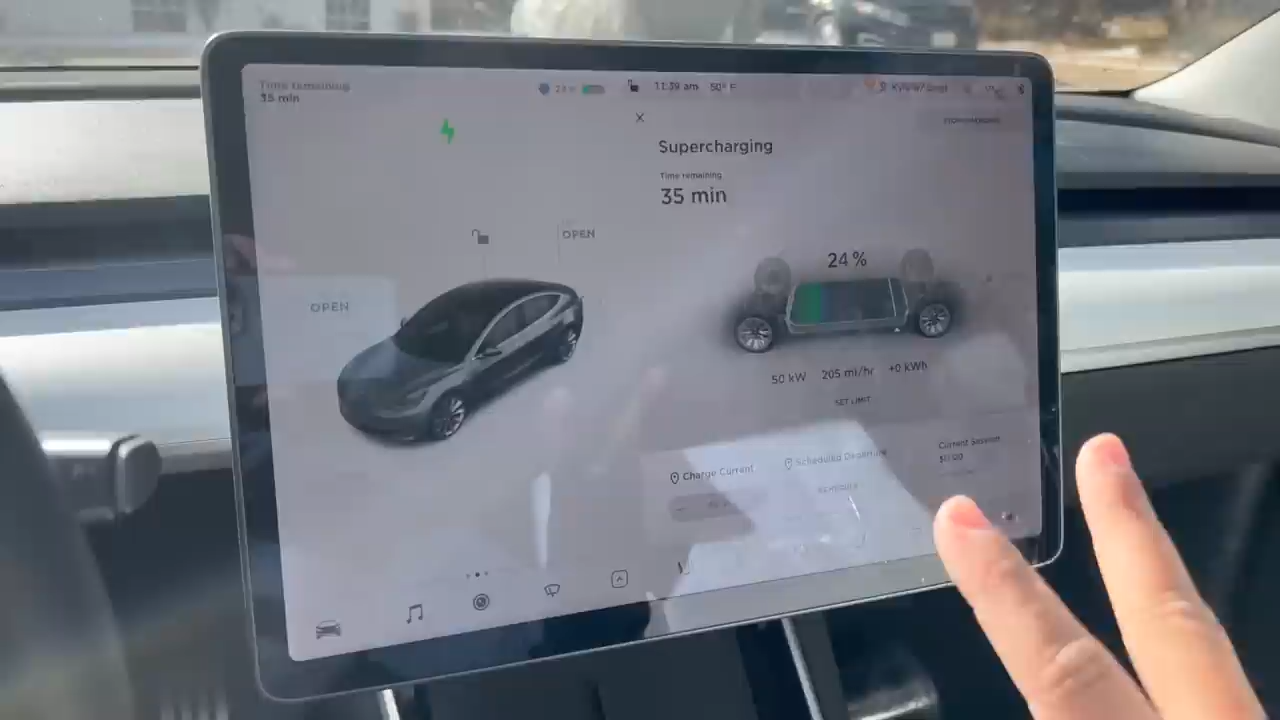 Time remaining
35 min
11:39 am 50° F
Supercharging
Time remaining
35 min
OPEN
OPEN
24 %
50 kW 205 mi/hr +0 kWh
SET LIMIT
Charge Current
Scheduled Departure
SCHEDULE
Current Session